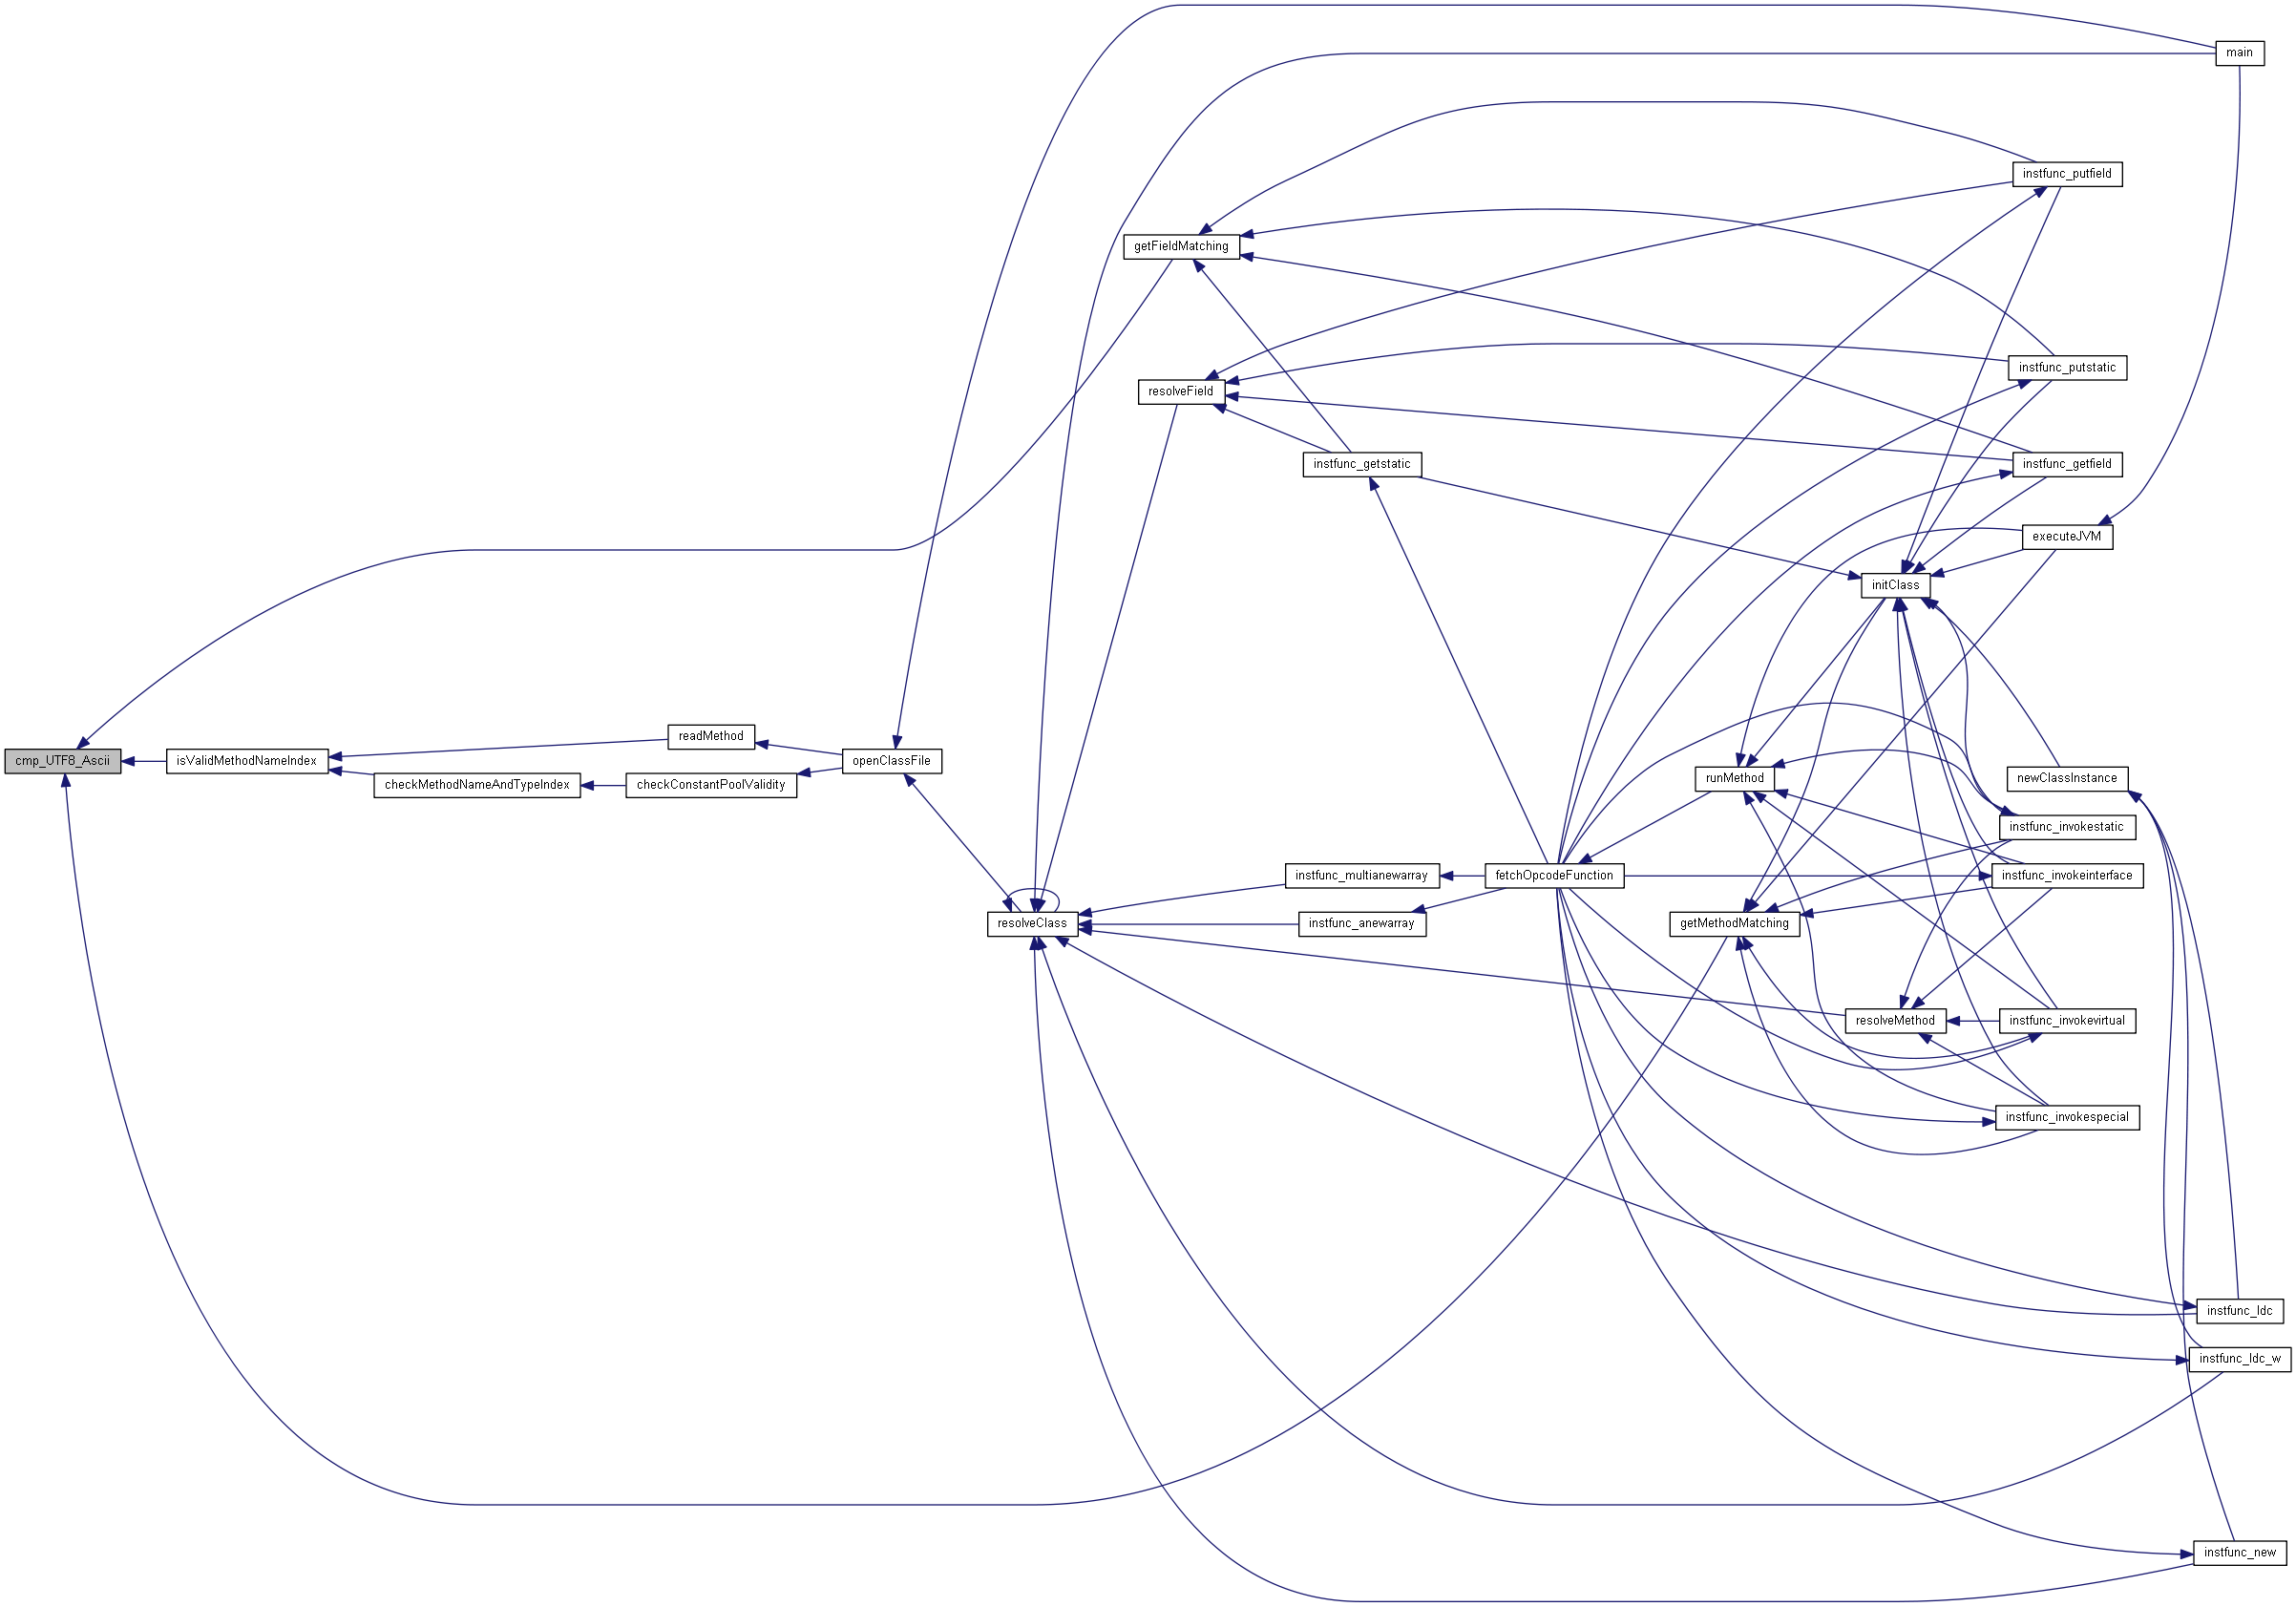 main
instfunc_putfield
getFieldMatching
instfunc_putstatic
resolveField
instfunc_getstatic
instfunc_getfield
executeJVM
initClass
readMethod
cmp_UTF8_Ascii
isValidMethodNameIndex
openClassFile
checkMethodNameAndTypeIndex
checkConstantPoolValidity
runMethod
newClassInstance
instfunc_invokestatic
instfunc_multianewarray
fetchOpcodeFunction
instfunc_invokeinterface
resolveClass
instfunc_anewarray
getMethodMatching
resolveMethod
instfunc_invokevirtual
instfunc_invokespecial
instfunc_ldc
instfunc_ldc_w
instfunc_new